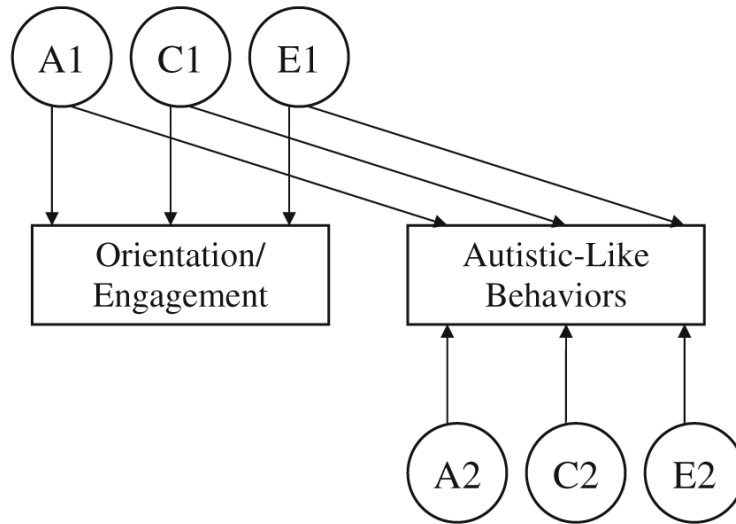 A1 C1 E1
Orientation/
Engagement
Autistic-Like
Behaviors
A2 C2 E2